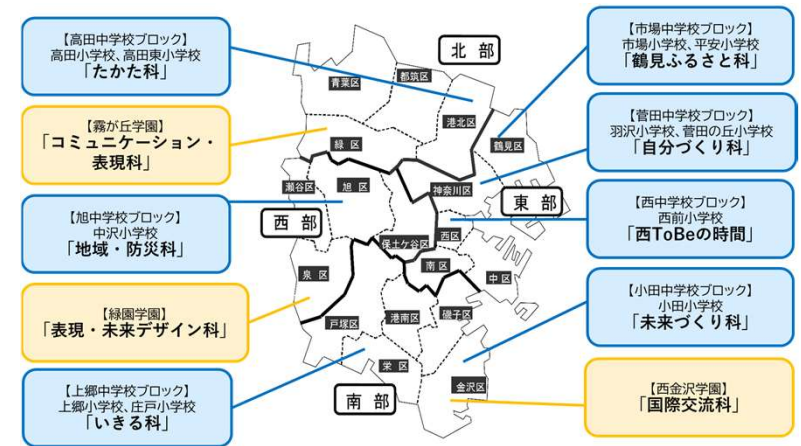 【高田中学校ブロック】
高田小学校、高田東小学校
「たかた科」
【霧が丘学園】
「コミュニケーション・
表現科」
【旭中学校ブロック】
中沢小学校
「地域・防災科」
【緑園学園】
「表現・未来デザイン科」
【上郷中学校ブロック】
上郷小学校、庄戸小学校
「いきる科」
北部
青葉区
都筑区
港北区
緑区
鶴見区
瀬谷区
旭区
神奈川区
西部
東部
保土ケ谷区
西区
南区
中区
泉区
戸塚区
港南区
磯子区
栄区
金沢区
南部
【市場中学校ブロック】
市場小学校、平安小学校
「鶴見ふるさと科」
【菅田中学校ブロック】
羽沢小学校、菅田の丘小学校
「自分づくり科」
【西中学校ブロック】
西前小学校
「西ToBeの時間」
【小田中学校ブロック】
小田小学校
「未来づくり科」
【西金沢学園】
「国際交流科」